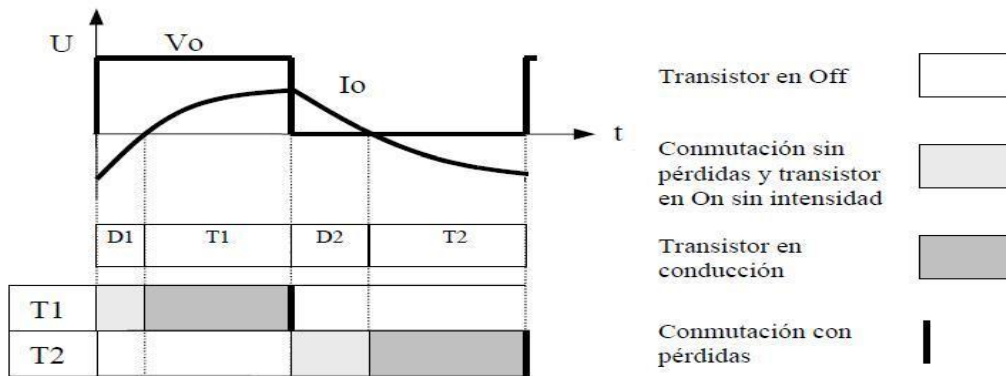 U
Vo
Io
t
D1
T1
D2
T2
T1
T2
Transistor en Off
Conmutación sin
pérdidas y transistor
en On sin intensidad
Transistor en
conducción
Conmutación con
pérdidas